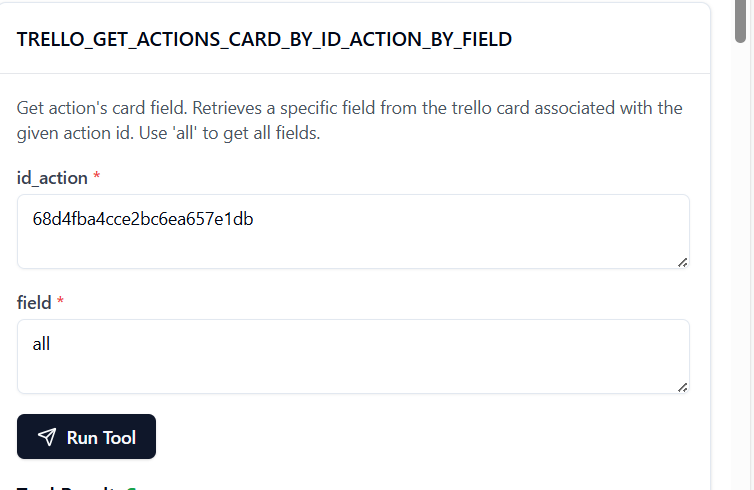 TRELLO_GET_ACTIONS_CARD_BY_ID_ACTION_BY_FIELD
Get action's card field. Retrieves a specific field from the trello card associated with the
given action id. Use 'all' to get all fields.
id_action *
68d4fba4cce2bc6ea657e1db
field *
all
Run Tool